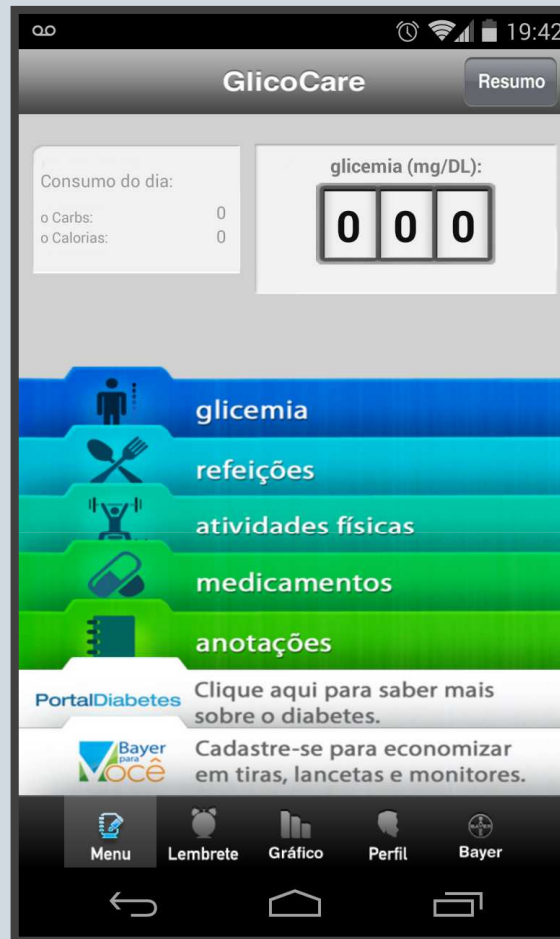 19:42
GlicoCare
Resumo
Consumo do dia:
o Carbs: 0
o Calorias: 0
glicemia (mg/DL):
0 0 0
glicemia
refeições
atividades físicas
medicamentos
anotações
PortalDiabetes
Clique aqui para saber mais
sobre o diabetes.
Bayer
para
Você
Cadastre-se para economizar
em tiras, lancetas e monitores.
Menu
Lembrete
Gráfico
Perfil
Bayer